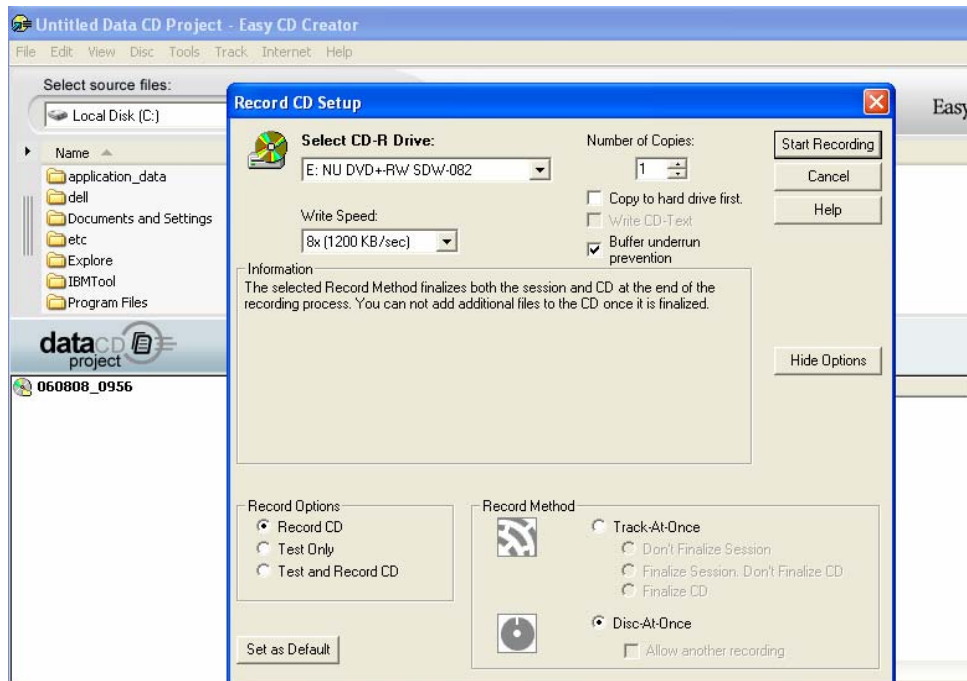 Untitled Data CD Project - Easy CD Creator
File Edit View Disc Tools Track Internet Help
Select source files:
Local Disk (C:)
Name
application_data
dell
Documents and Settings
etc
Explore
IBMTool
Program Files
datacd project
060808_0956
Easy
Record CD Setup
Select CD-R Drive:
E: NU DVD+-RW SDW-082
Write Speed:
8x (1200 KB/sec)
Number of Copies:
1
Copy to hard drive first.
Write CD-Text
Buffer underrun
prevention
Start Recording
Cancel
Help
Information
The selected Record Method finalizes both the session and CD at the end of the
recording process. You can not add additional files to the CD once it is finalized.
Hide Options
Record Options
Record CD
Test Only
Test and Record CD
Set as Default
Record Method
Track-At-Once
Don't Finalize Session
Finalize Session. Don't Finalize CD
Finalize CD
Disc-At-Once
Allow another recording